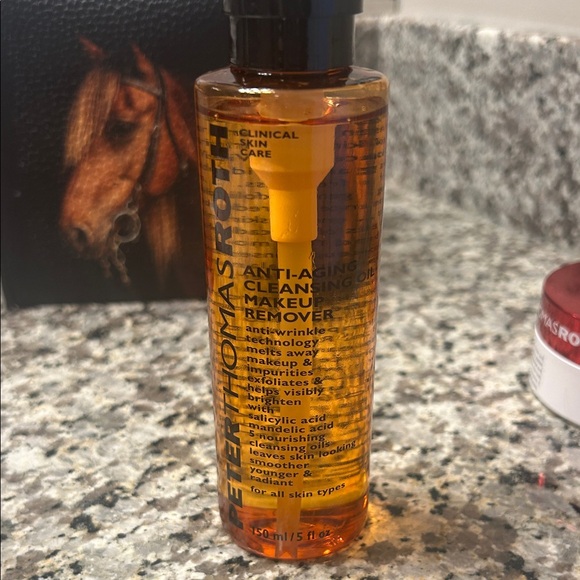 PETERTHOMASROTH
CLINICAL
SKIN
CARE
ANTI-AGING
CLEANSING OIL
MAKEUP
REMOVER
anti-wrinkle
technology
melts away
makeup &
impurities
exfoliates &
helps visibly
brighten
with
salicylic acid
mandelic acid
5 nourishing
cleansing oils
leaves skin looking
smoother
younger &
radiant
for all skin types
150 ml / 5 fl oz
MASRO